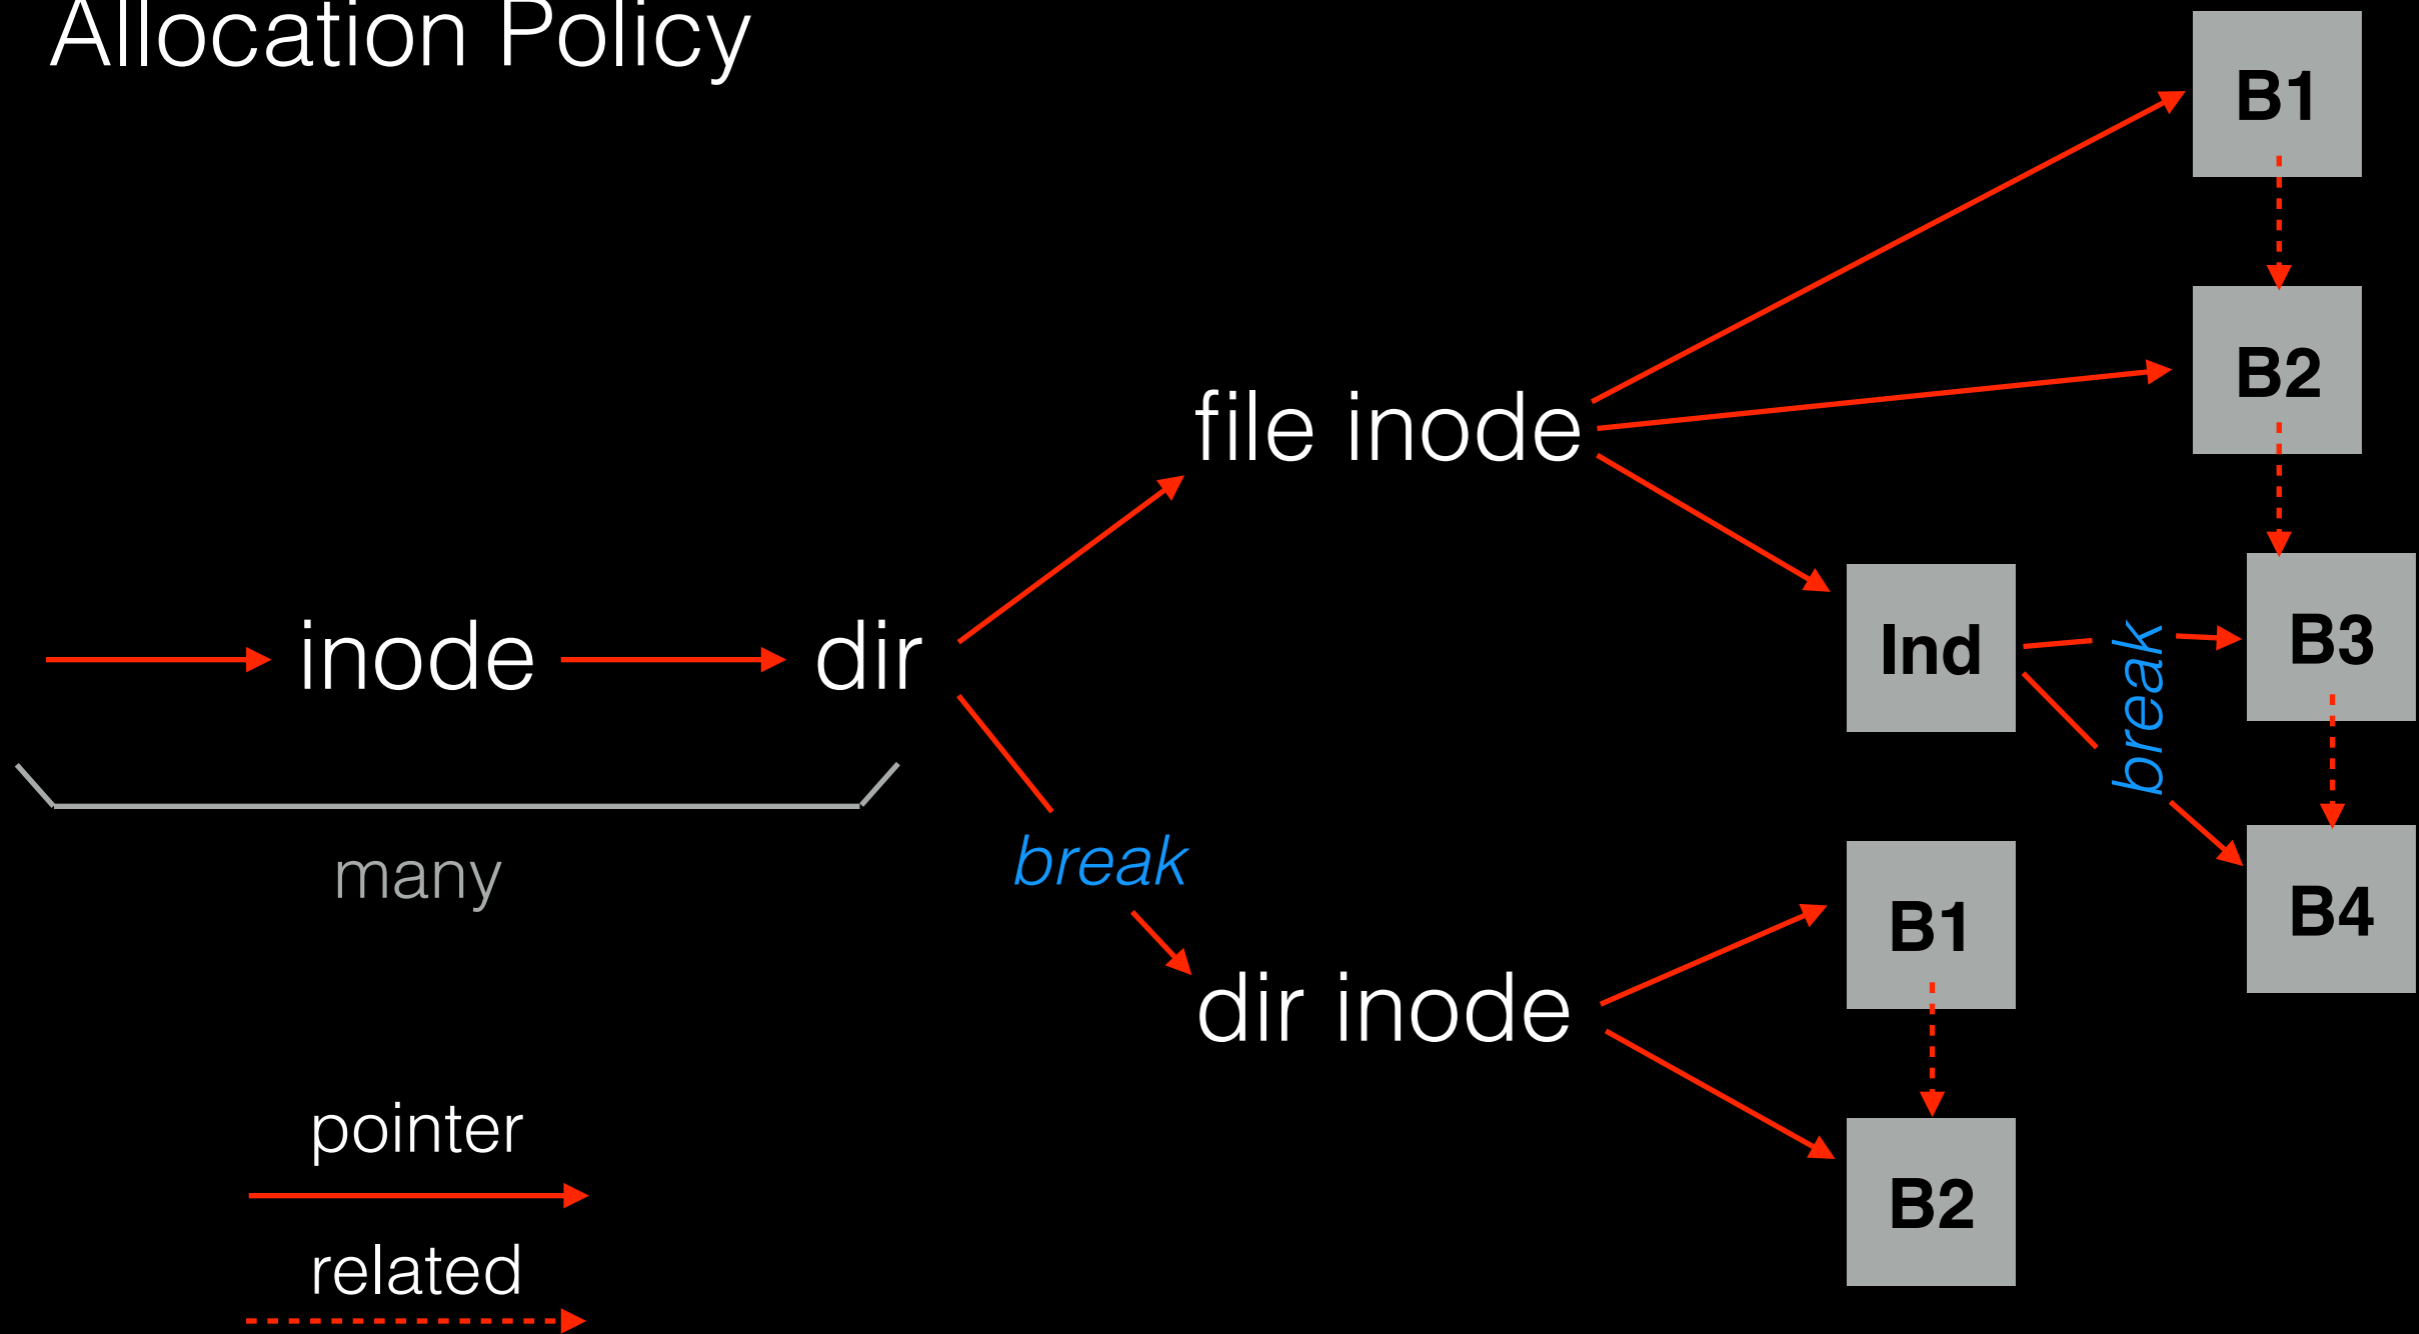 Allocation Policy
B1
B2
file inode
inode
dir
Ind
break
B3
many
break
B1
B4
dir inode
pointer
B2
related